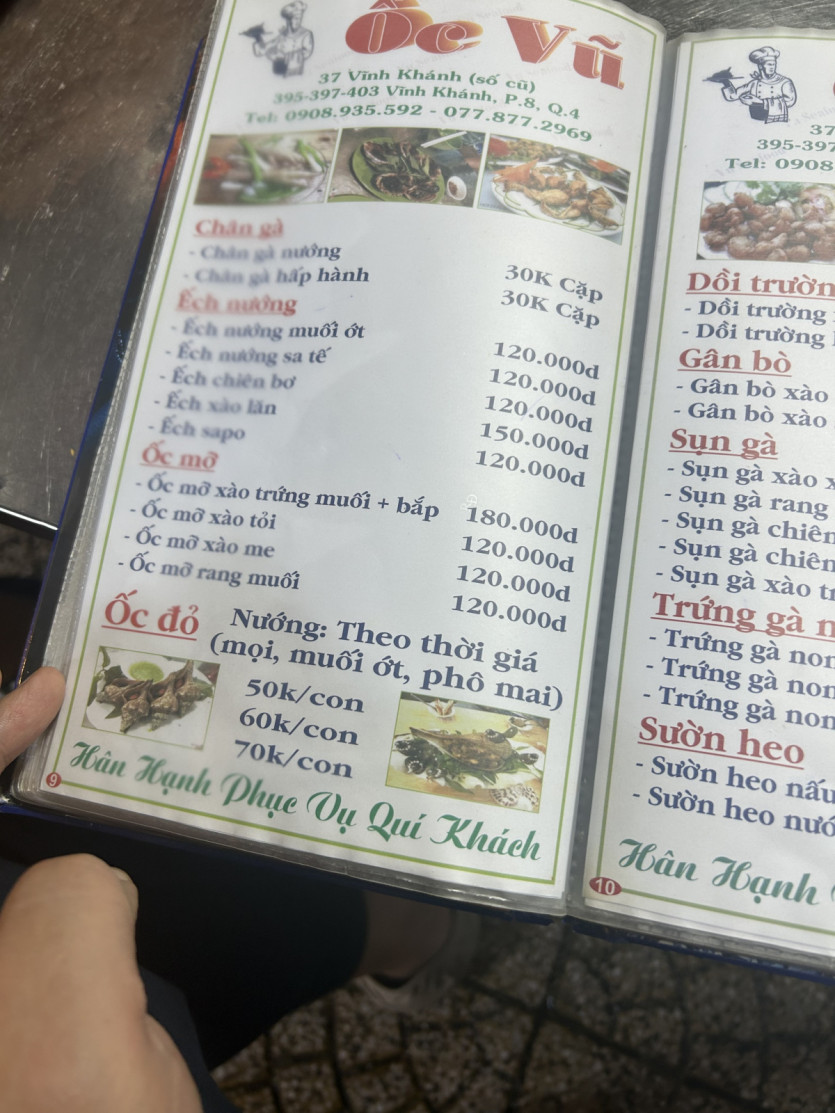 Ốc Vũ
37 Vĩnh Khánh (số cũ)
395-397-403 Vĩnh Khánh, P.8, Q.4
Tel: 0908.935.592 - 077.877.2969
Chân gà
- Chân gà nướng 30K Cặp
- Chân gà hấp hành 30K Cặp
Ếch nướng
- Ếch nướng muối ớt 120.000đ
- Ếch nướng sa tế 120.000đ
- Ếch chiên bơ 120.000đ
- Ếch xào lăn 150.000đ
- Ếch sapo 120.000đ
Ốc mỡ
- Ốc mỡ xào trứng muối + bắp 180.000đ
- Ốc mỡ xào tỏi 120.000đ
- Ốc mỡ xào me 120.000đ
- Ốc mỡ rang muối 120.000đ
Ốc đỏ Nướng: Theo thời giá
(mọi, muối ớt, phô mai)
50k/con
60k/con
70k/con
Hân Hạnh Phục Vụ Quí Khách
9
37
395-397
Tel: 0908
Dồi trườn
- Dồi trường
- Dồi trường
Gân bò
- Gân bò xào
- Gân bò xào
Sụn gà
- Sụn gà xào
- Sụn gà rang
- Sụn gà chiên
- Sụn gà chiên
- Sụn gà xào
Trứng gà n
- Trứng gà non
- Trứng gà non
- Trứng gà non
Sườn heo
- Sườn heo nấu
- Sườn heo nướ
Hân Hạnh
10